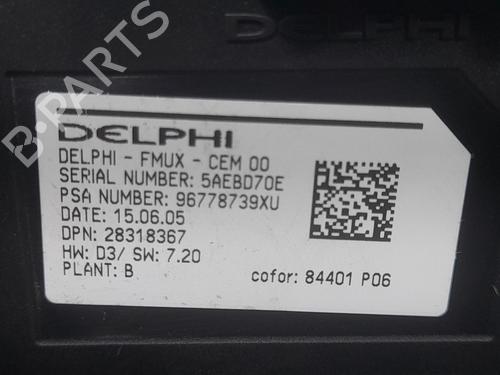 DELPHI
DELPHI
DELPHI - FMUX - CEM 00
SERIAL NUMBER: 5AEBD70E
PSA NUMBER: 96778739XU
DATE: 15.06.05
DPN: 28318367
HW: D3/ SW: 7.20
PLANT: B
cofor: 84401 P06
B-PARTS